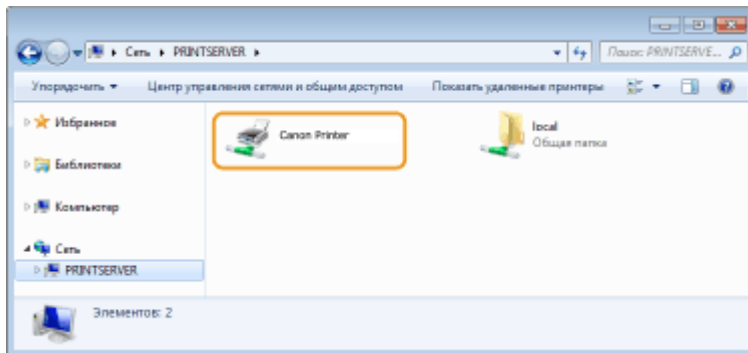 Сеть PRINTSERVER
Поиск: PRINTSERVE...
Упорядочить Центр управления сетями и общим доступом Показать удаленные принтеры
Избранное
Библиотеки
Компьютер
Сеть
PRINTSERVER
Canon Printer
local
Общая папка
Элементов: 2